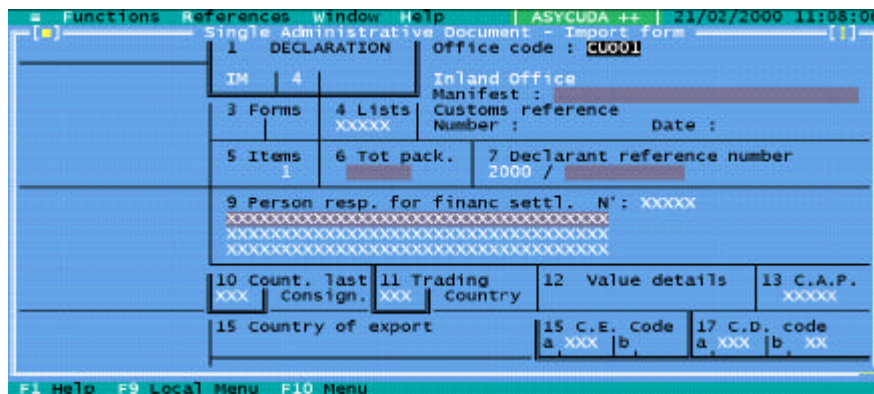 ≡ Functions References Window Help ASYCUDA ++ 21/02/2000 11:08:06
[■] Single Administrative Document - Import form [↕]
1 DECLARATION Office code : CU001
IM 4 Inland Office
Manifest :
3 Forms 4 Lists Customs reference
XXXXX Number : Date :
5 Items 6 Tot pack. 7 Declarant reference number
1 2000 /
9 Person resp. for financ settl. N°: XXXXX
XXXXXXXXXXXXXXXXXXXXXXXXXXXXXXXXXXX
XXXXXXXXXXXXXXXXXXXXXXXXXXXXXXXXXXX
XXXXXXXXXXXXXXXXXXXXXXXXXXXXXXXXXXX
10 Count. last 11 Trading 12 Value details 13 C.A.P.
XXX Consign. XXX Country XXXXX
15 Country of export 15 C.E. Code 17 C.D. code
a XXX b a XXX b XX
F1 Help F9 Local Menu F10 Menu